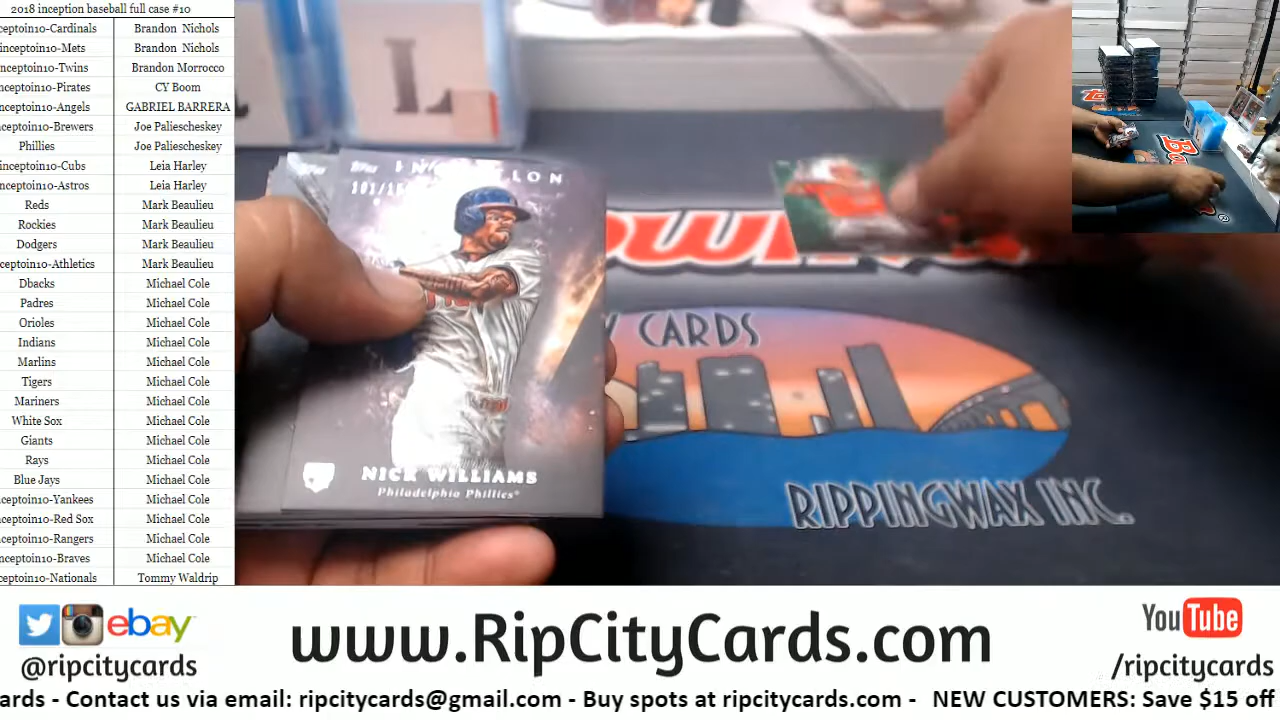 2018 inception baseball full case #10
ceptoin10-Cardinals Brandon Nichols
nceptoin10-Mets Brandon Nichols
nceptoin10-Twins Brandon Morrocco
nceptoin10-Pirates CY Boom
nceptoin10-Angels GABRIEL BARRERA
ceptoin10-Brewers Joe Paliescheskey
Phillies Joe Paliescheskey
inceptoin10-Cubs Leia Harley
nceptoin10-Astros Leia Harley
Reds Mark Beaulieu
Rockies Mark Beaulieu
Dodgers Mark Beaulieu
ceptoin10-Athletics Mark Beaulieu
Dbacks Michael Cole
Padres Michael Cole
Orioles Michael Cole
Indians Michael Cole
Marlins Michael Cole
Tigers Michael Cole
Mariners Michael Cole
White Sox Michael Cole
Giants Michael Cole
Rays Michael Cole
Blue Jays Michael Cole
nceptoin10-Yankees Michael Cole
nceptoin10-Red Sox Michael Cole
nceptoin10-Rangers Michael Cole
nceptoin10-Braves Michael Cole
ceptoin10-Nationals Tommy Waldrip
L
NICK WILLIAMS
Philadelphia Phillies
Y CARDS
RIPPINGWAX INC.
ebay
@ripcitycards
www.RipCityCards.com
YouTube
/ripcitycards
ards - Contact us via email: ripcitycards@gmail.com - Buy spots at ripcitycards.com - NEW CUSTOMERS: Save $15 off